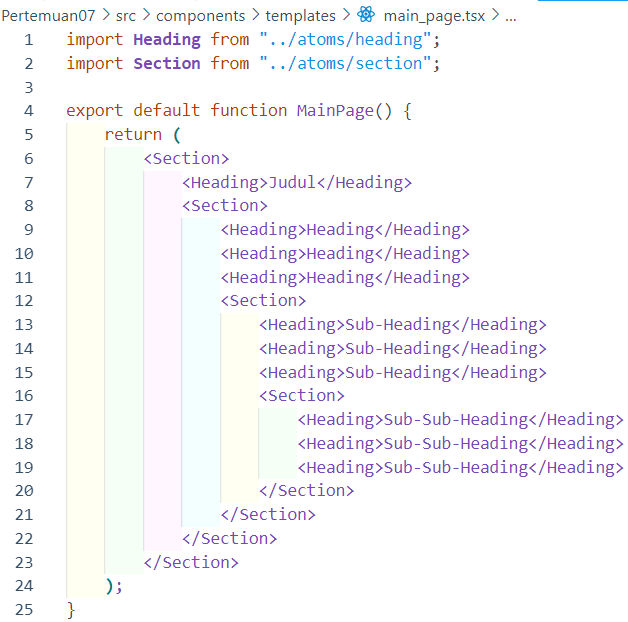 Pertemuan07 > src > components > templates > main_page.tsx > ...
1 import Heading from "../atoms/heading";
2 import Section from "../atoms/section";
3
4 export default function MainPage() {
5     return (
6         <Section>
7             <Heading>Judul</Heading>
8             <Section>
9                 <Heading>Heading</Heading>
10                 <Heading>Heading</Heading>
11                 <Heading>Heading</Heading>
12                 <Section>
13                     <Heading>Sub-Heading</Heading>
14                     <Heading>Sub-Heading</Heading>
15                     <Heading>Sub-Heading</Heading>
16                     <Section>
17                         <Heading>Sub-Sub-Heading</Heading>
18                         <Heading>Sub-Sub-Heading</Heading>
19                         <Heading>Sub-Sub-Heading</Heading>
20                     </Section>
21                 </Section>
22             </Section>
23         </Section>
24     );
25 }